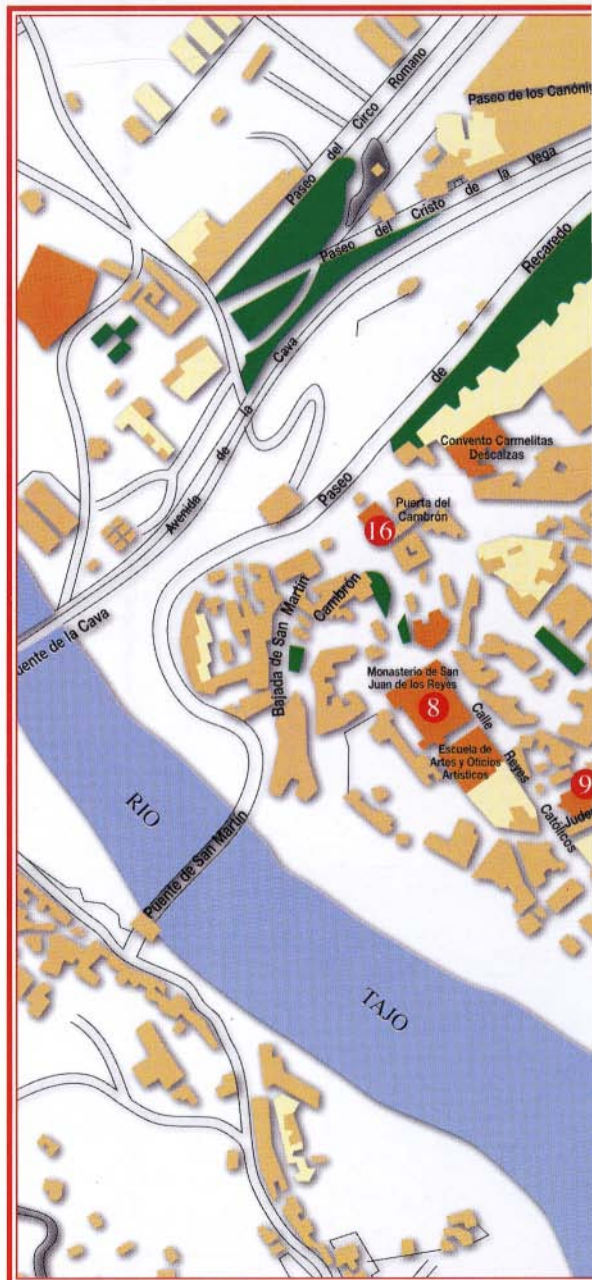 Paseo del Circo Romano
Paseo de los Canónig
Paseo del Cristo de la Vega
Paseo de Recaredo
Avenida de la Cava
Convento Carmelitas
Descalzas
Puerta del
Cambrón
16
Cambrón
Bajada de San Martín
uente de la Cava
Monasterio de San
Juan de los Reyes
8
Calle Reyes Católicos
Escuela de
Artes y Oficios
Artísticos
9
Juder
RIO
Puente de San Martín
TAJO